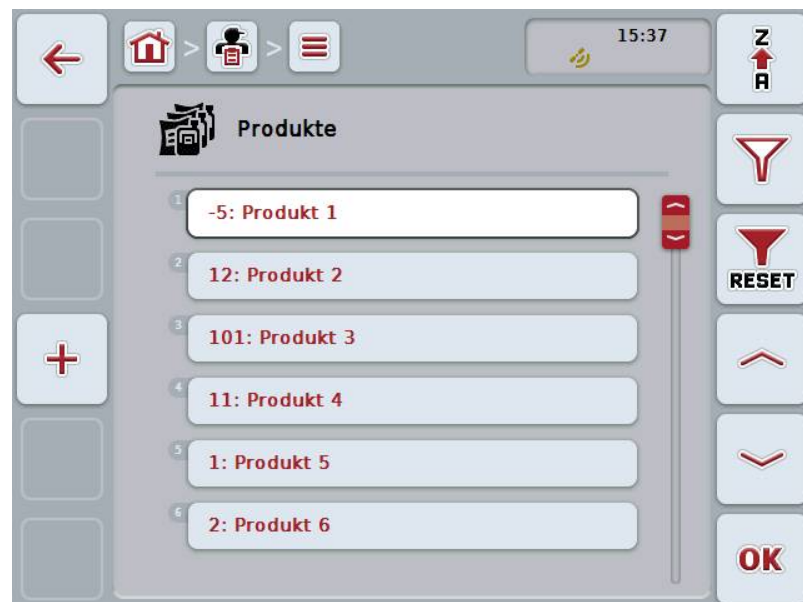 15:37
Z
A
Produkte
1
-5: Produkt 1
2
12: Produkt 2
RESET
3
101: Produkt 3
4
11: Produkt 4
5
1: Produkt 5
6
2: Produkt 6
OK